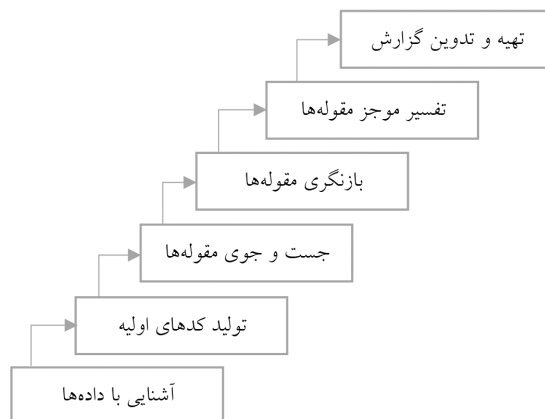 تهیه و تدوین گزارش
تفسیر موجز مقوله‌ها
بازنگری مقوله‌ها
جست و جوی مقوله‌ها
تولید کدهای اولیه
آشنایی با داده‌ها